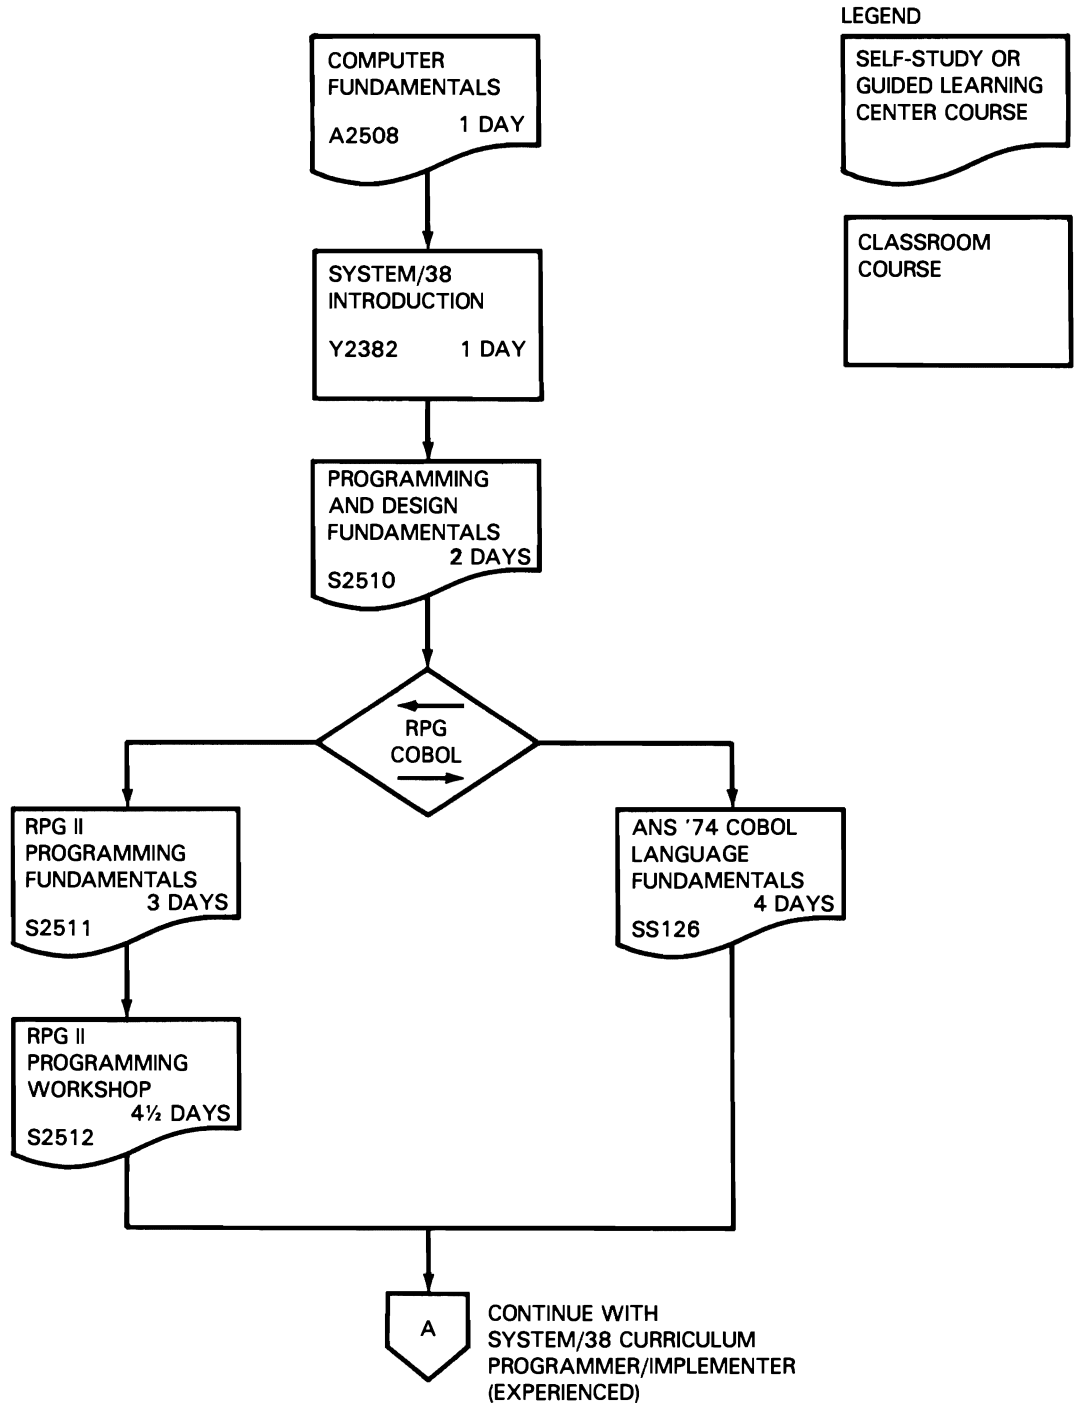 LEGEND
COMPUTER
FUNDAMENTALS
1 DAY
A2508
SELF-STUDY OR
GUIDED LEARNING
CENTER COURSE
CLASSROOM
COURSE
SYSTEM/38
INTRODUCTION
Y2382 1 DAY
PROGRAMMING
AND DESIGN
FUNDAMENTALS
2 DAYS
S2510
RPG
COBOL
RPG II
PROGRAMMING
FUNDAMENTALS
3 DAYS
S2511
ANS '74 COBOL
LANGUAGE
FUNDAMENTALS
4 DAYS
SS126
RPG II
PROGRAMMING
WORKSHOP
4½ DAYS
S2512
A
CONTINUE WITH
SYSTEM/38 CURRICULUM
PROGRAMMER/IMPLEMENTER
(EXPERIENCED)